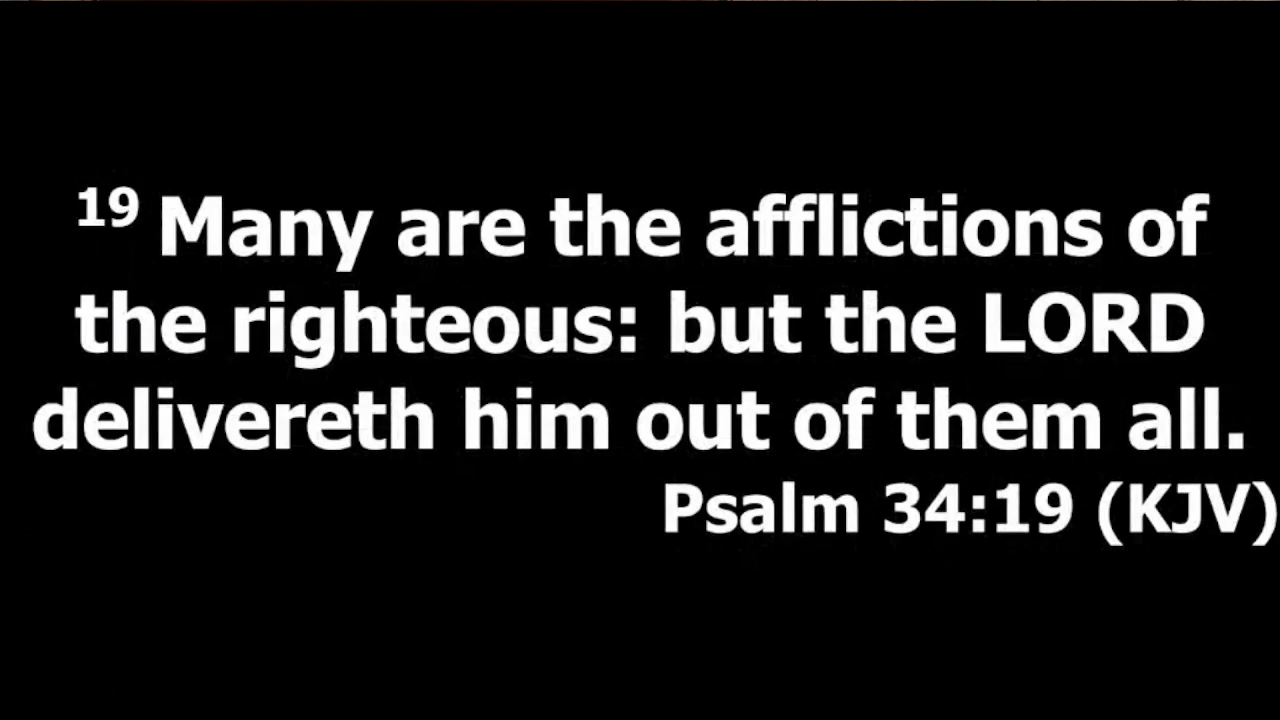 19 Many are the afflictions of
the righteous: but the LORD
delivereth him out of them all.
Psalm 34:19 (KJV)